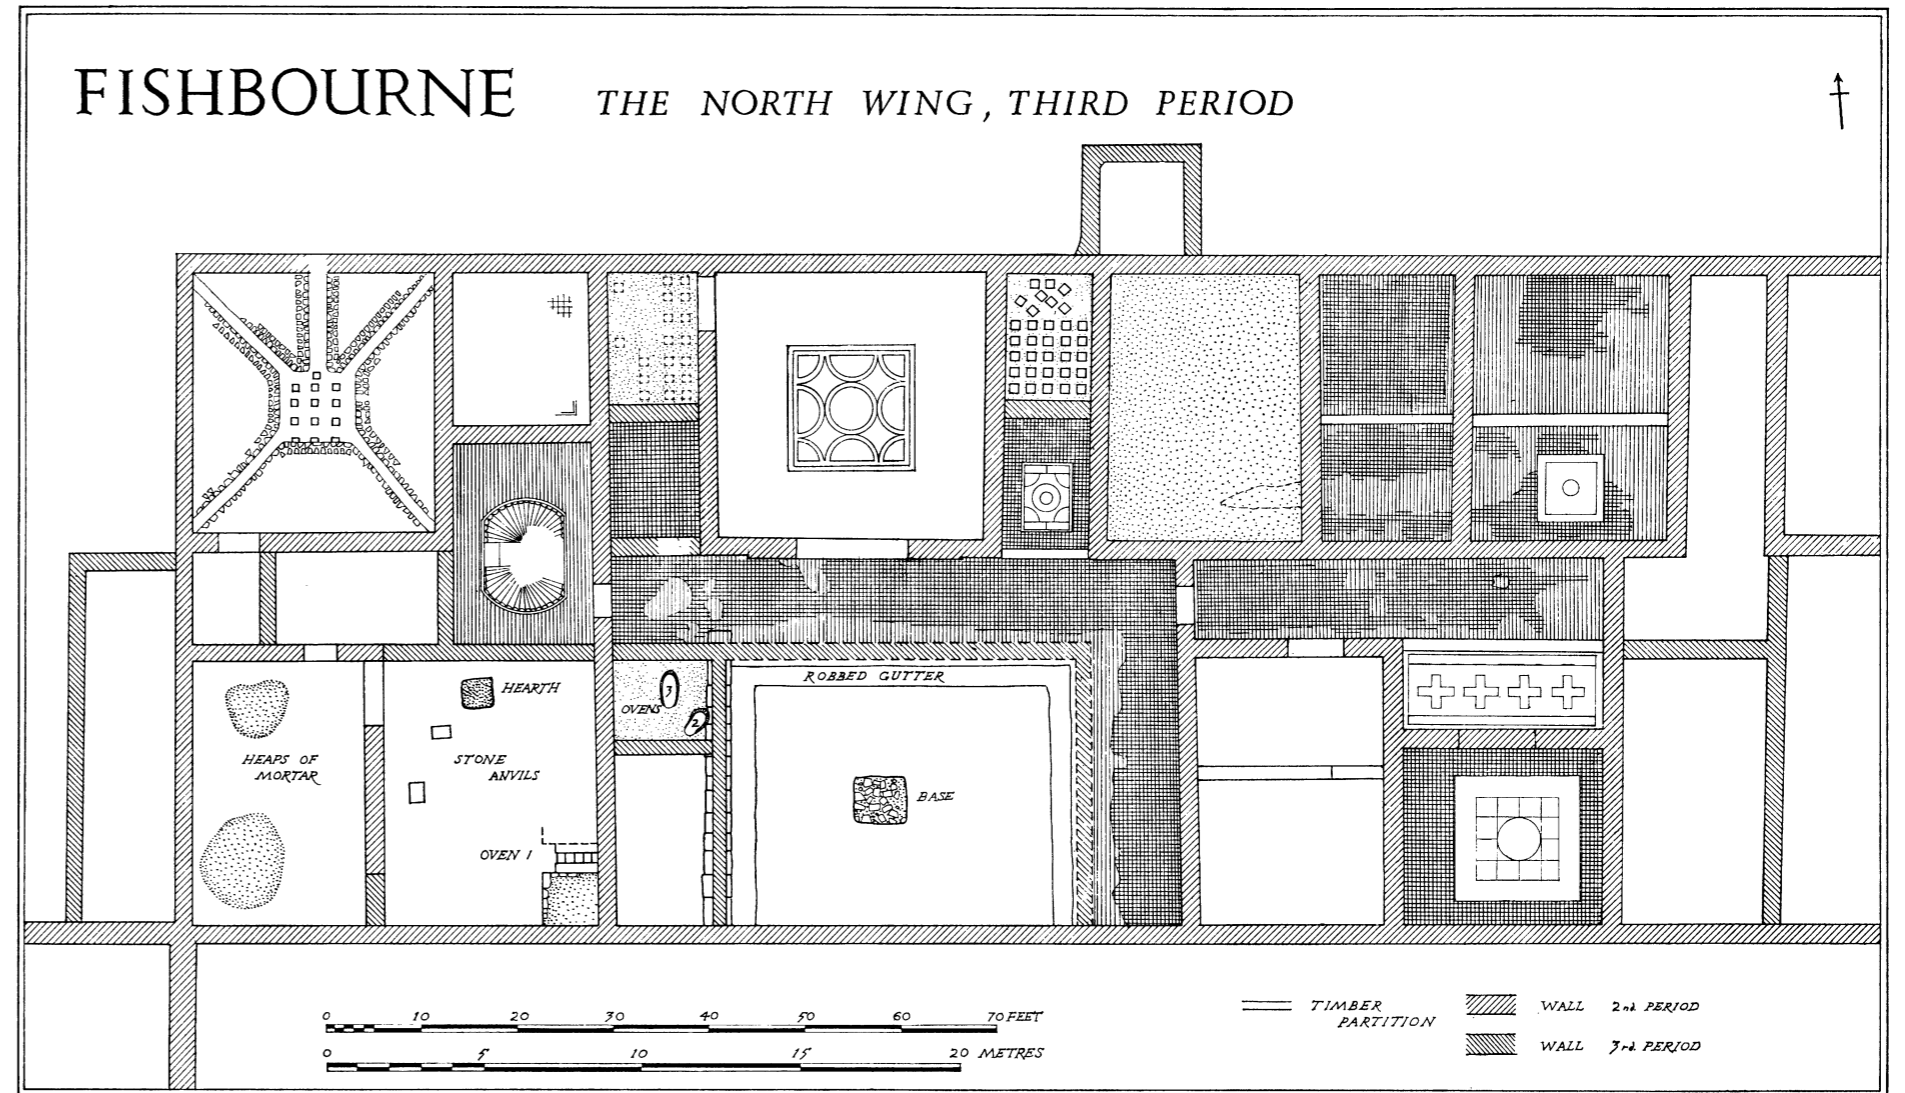 FISHBOURNE THE NORTH WING, THIRD PERIOD
ROBBED GUTTER
HEARTH
3
OVENS
2
HEAPS OF
MORTAR
STONE
ANVILS
BASE
OVEN 1
0 10 20 30 40 50 60 70 FEET
0 5 10 15 20 METRES
TIMBER
PARTITION
WALL 2nd. PERIOD
WALL 3rd. PERIOD